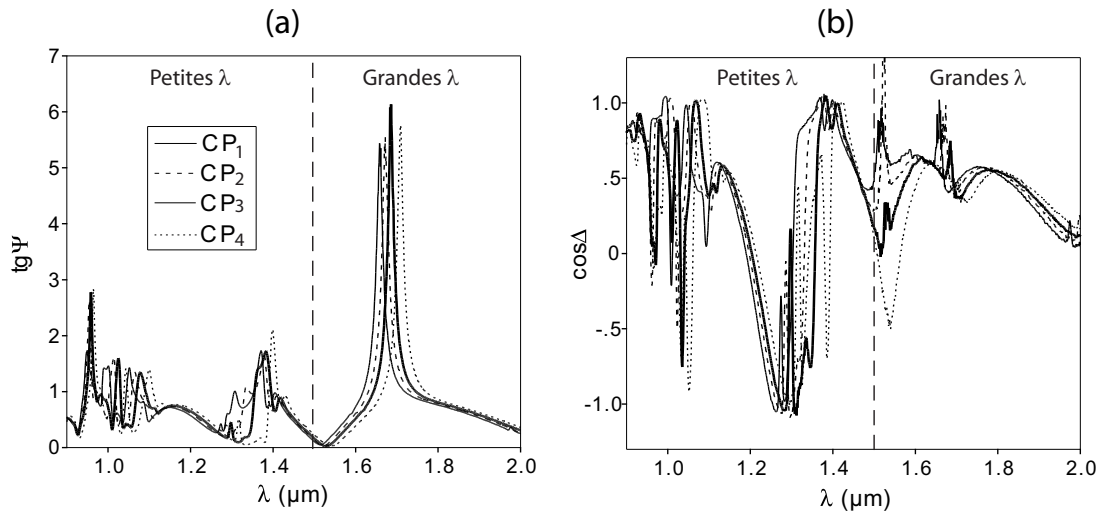 (a)
7
6
5
4
3
2
1
0
tgΨ
Petites λ
Grandes λ
CP₁
CP₂
CP₃
CP₄
1.0 1.2 1.4 1.6 1.8 2.0
λ (µm)
(b)
1.0
.5
0
-.5
-1.0
cosΔ
Petites λ
Grandes λ
1.0 1.2 1.4 1.6 1.8 2.0
λ (µm)